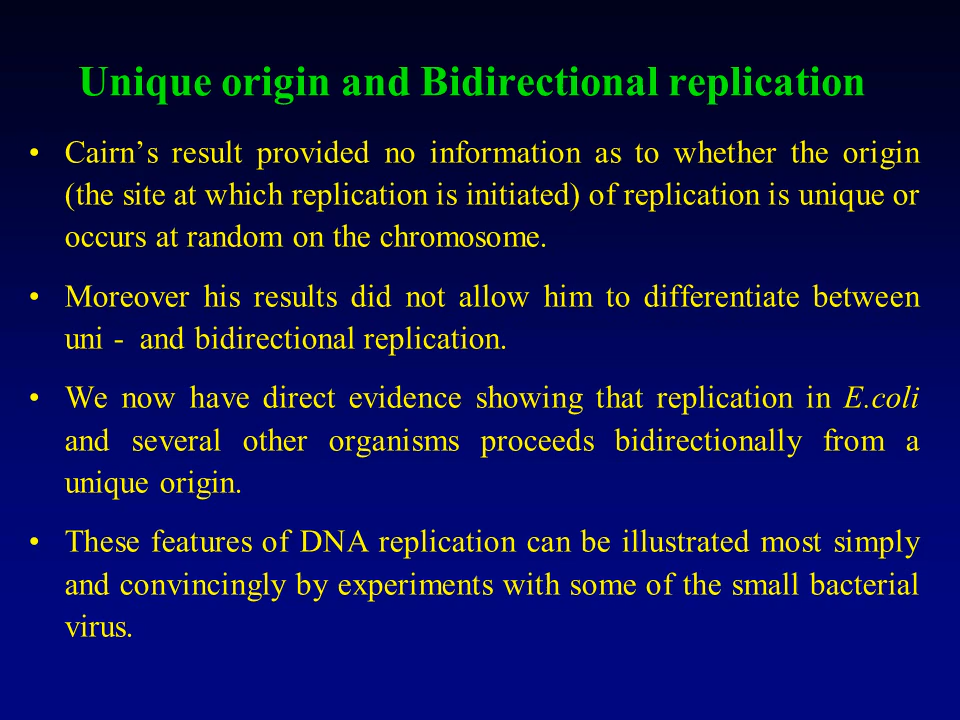 Unique origin and Bidirectional replication
• Cairn’s result provided no information as to whether the origin
(the site at which replication is initiated) of replication is unique or
occurs at random on the chromosome.
• Moreover his results did not allow him to differentiate between
uni - and bidirectional replication.
• We now have direct evidence showing that replication in E.coli
and several other organisms proceeds bidirectionally from a
unique origin.
• These features of DNA replication can be illustrated most simply
and convincingly by experiments with some of the small bacterial
virus.